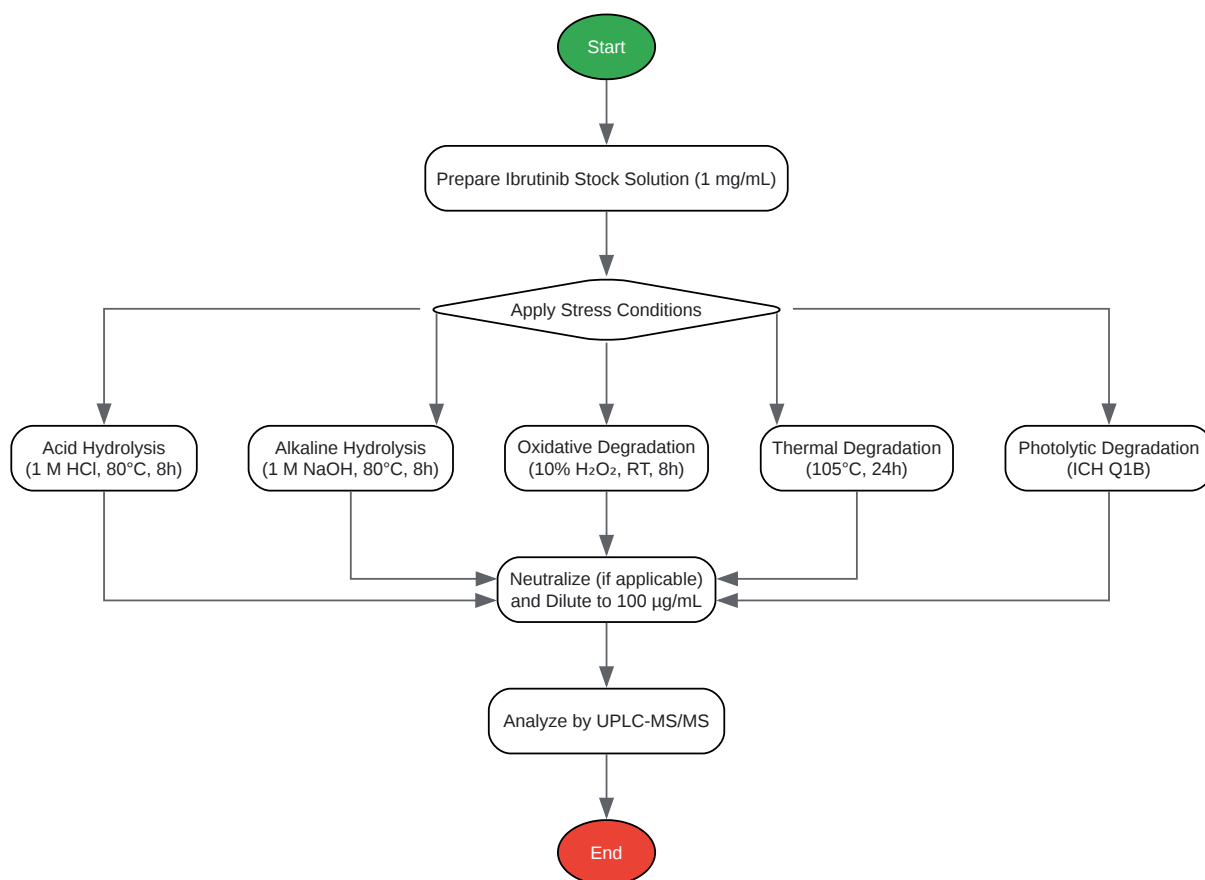 Start
Prepare Ibrutinib Stock Solution (1 mg/mL)
Apply Stress Conditions
Acid Hydrolysis
(1 M HCl, 80°C, 8h)
Alkaline Hydrolysis
(1 M NaOH, 80°C, 8h)
Oxidative Degradation
(10% H₂O₂, RT, 8h)
Thermal Degradation
(105°C, 24h)
Photolytic Degradation
(ICH Q1B)
Neutralize (if applicable)
and Dilute to 100 µg/mL
Analyze by UPLC-MS/MS
End